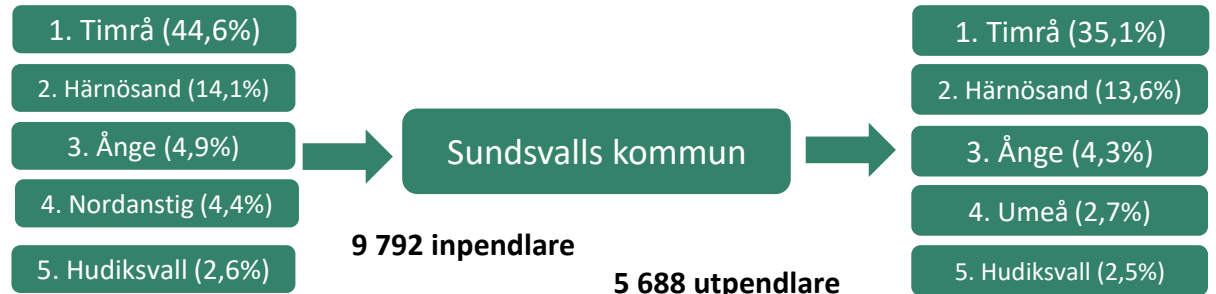 1. Timrå (44,6%)
2. Härnösand (14,1%)
3. Ånge (4,9%)
4. Nordanstig (4,4%)
5. Hudiksvall (2,6%)
Sundsvalls kommun
9 792 inpendlare
5 688 utpendlare
1. Timrå (35,1%)
2. Härnösand (13,6%)
3. Ånge (4,3%)
4. Umeå (2,7%)
5. Hudiksvall (2,5%)